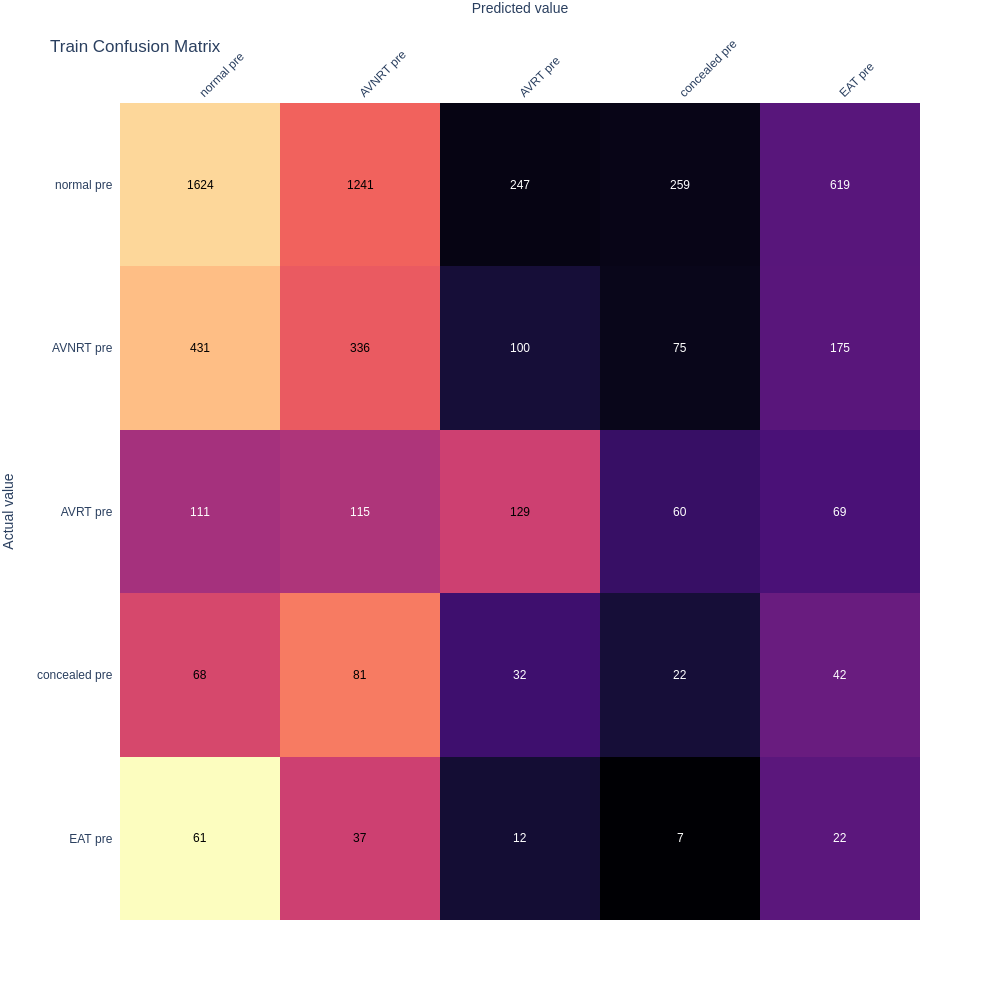 Predicted value
Train Confusion Matrix
normal pre AVNRT pre AVRT pre concealed pre EAT pre
normal pre 1624 1241 247 259 619
AVNRT pre 431 336 100 75 175
Actual value
AVRT pre 111 115 129 60 69
concealed pre 68 81 32 22 42
EAT pre 61 37 12 7 22